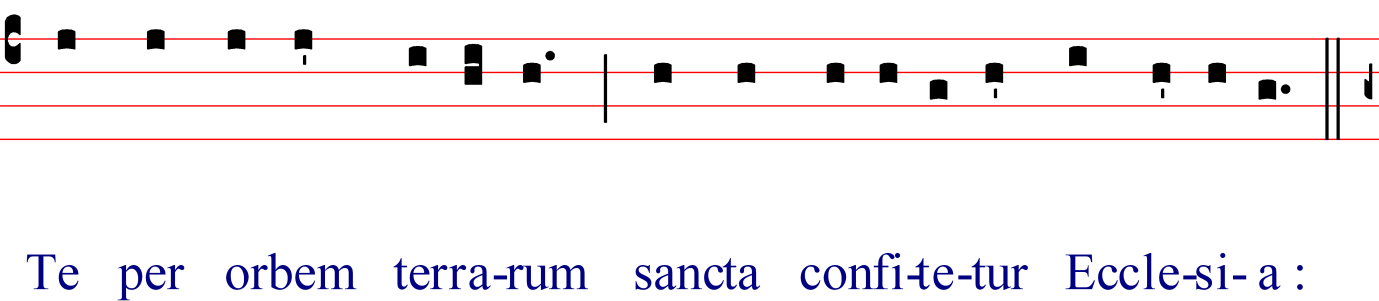 Te per orbem terra-rum sancta confi-te-tur Eccle-si-a :